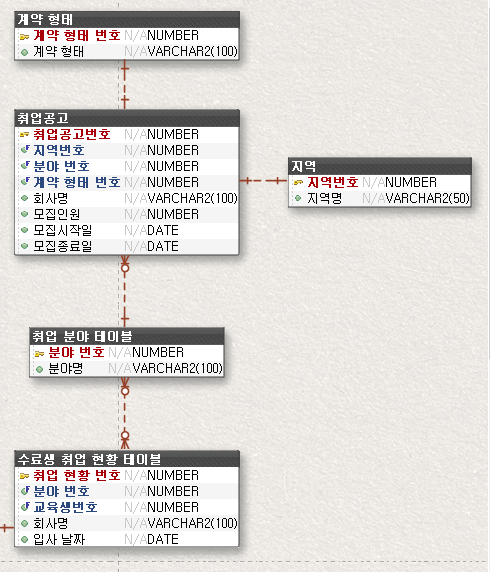 계약 형태
계약 형태 번호 N/A NUMBER
계약 형태 N/A VARCHAR2(100)
취업공고
취업공고번호 N/A NUMBER
지역번호 N/A NUMBER
분야 번호 N/A NUMBER
계약 형태 번호 N/A NUMBER
회사명 N/A VARCHAR2(100)
모집인원 N/A NUMBER
모집시작일 N/A DATE
모집종료일 N/A DATE
지역
지역번호 N/A NUMBER
지역명 N/A VARCHAR2(50)
취업 분야 테이블
분야 번호 N/A NUMBER
분야명 N/A VARCHAR2(100)
수료생 취업 현황 테이블
취업 현황 번호 N/A NUMBER
분야 번호 N/A NUMBER
교육생번호 N/A NUMBER
회사명 N/A VARCHAR2(100)
입사 날짜 N/A DATE